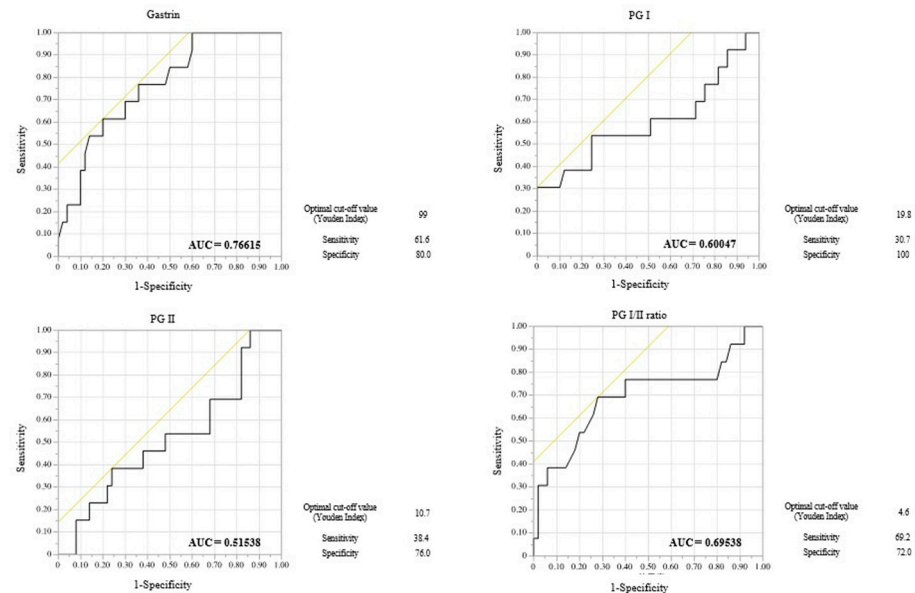 Gastrin
1.00
0.90
0.80
0.70
0.60
0.50
0.40
0.30
0.20
0.10
0
Sensitivity
0 0.10 0.20 0.30 0.40 0.50 0.60 0.70 0.80 0.90 1.00
1-Specificity
AUC = 0.76615
Optimal cut-off value
(Youden Index) 99
Sensitivity 61.6
Specificity 80.0
PG I
1.00
0.90
0.80
0.70
0.60
0.50
0.40
0.30
0.20
0.10
0
Sensitivity
0 0.10 0.20 0.30 0.40 0.50 0.60 0.70 0.80 0.90 1.00
1-Specificity
AUC = 0.60047
Optimal cut-off value
(Youden Index) 19.8
Sensitivity 30.7
Specificity 100
PG II
1.00
0.90
0.80
0.70
0.60
0.50
0.40
0.30
0.20
0.10
0
Sensitivity
0 0.10 0.20 0.30 0.40 0.50 0.60 0.70 0.80 0.90 1.00
1-Specificity
AUC = 0.51538
Optimal cut-off value
(Youden Index) 10.7
Sensitivity 38.4
Specificity 76.0
PG I/II ratio
1.00
0.90
0.80
0.70
0.60
0.50
0.40
0.30
0.20
0.10
0
Sensitivity
0 0.10 0.20 0.30 0.40 0.50 0.60 0.70 0.80 0.90 1.00
1-Specificity
AUC = 0.69538
Optimal cut-off value
(Youden Index) 4.6
Sensitivity 69.2
Specificity 72.0